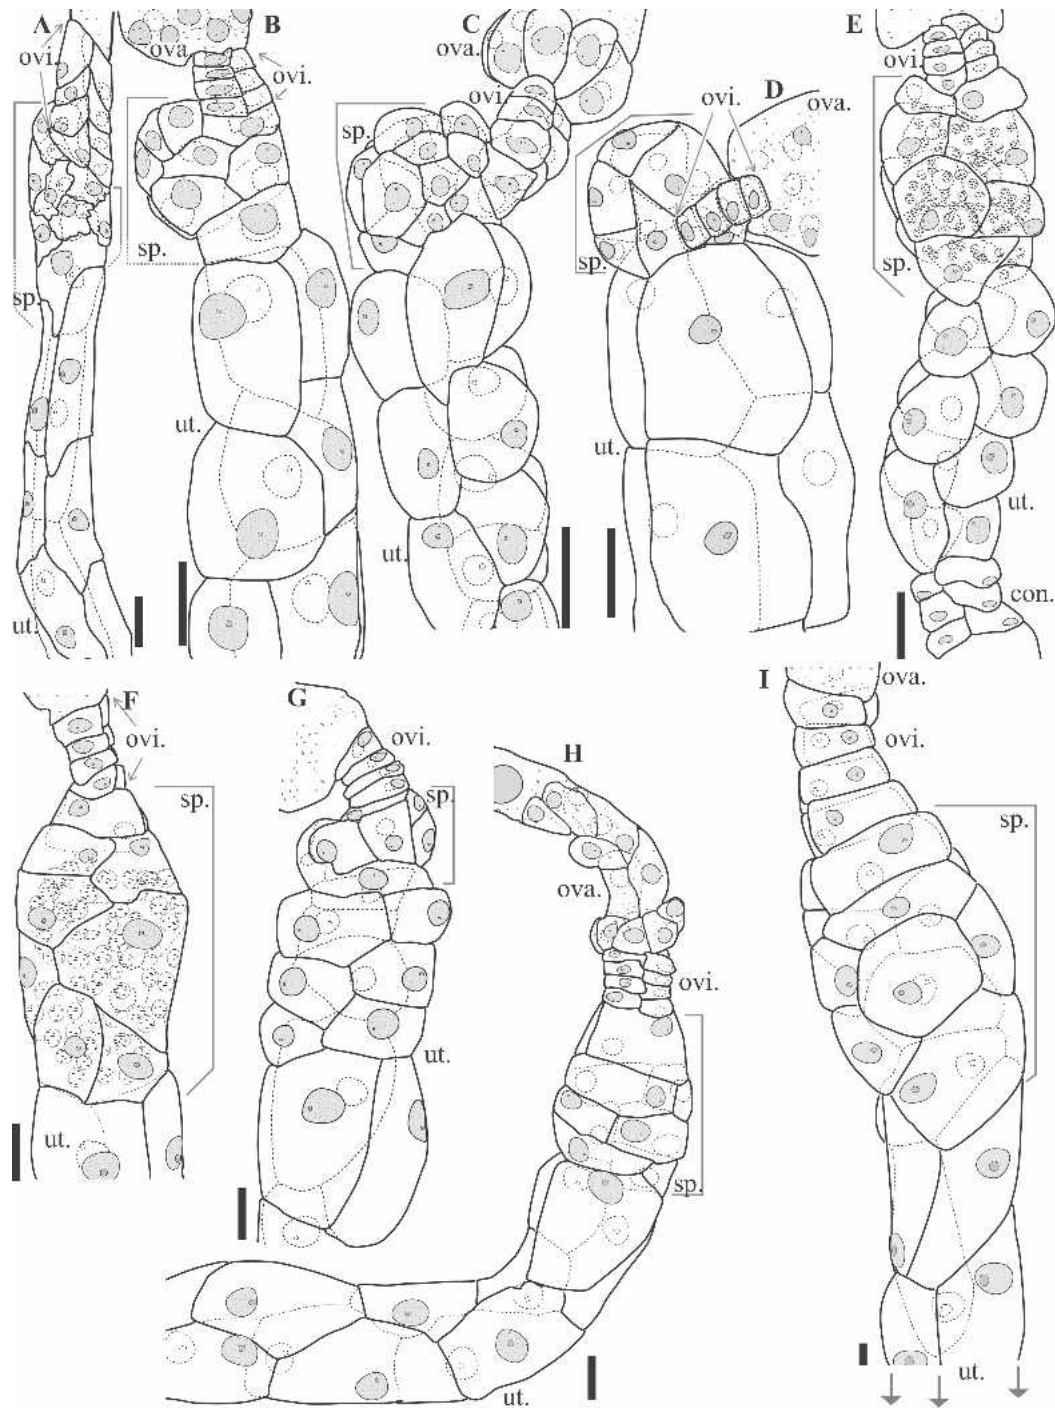 A
ovi.
sp.
ut.
B
ova.
ovi.
sp.
ut.
C
ova.
ovi.
sp.
ut.
D
ovi.
ova.
sp.
ut.
E
ovi.
sp.
ut.
con.
F
ovi.
sp.
ut.
G
ovi.
sp.
ut.
H
ova.
ovi.
sp.
ut.
I
ova.
ovi.
sp.
ut.